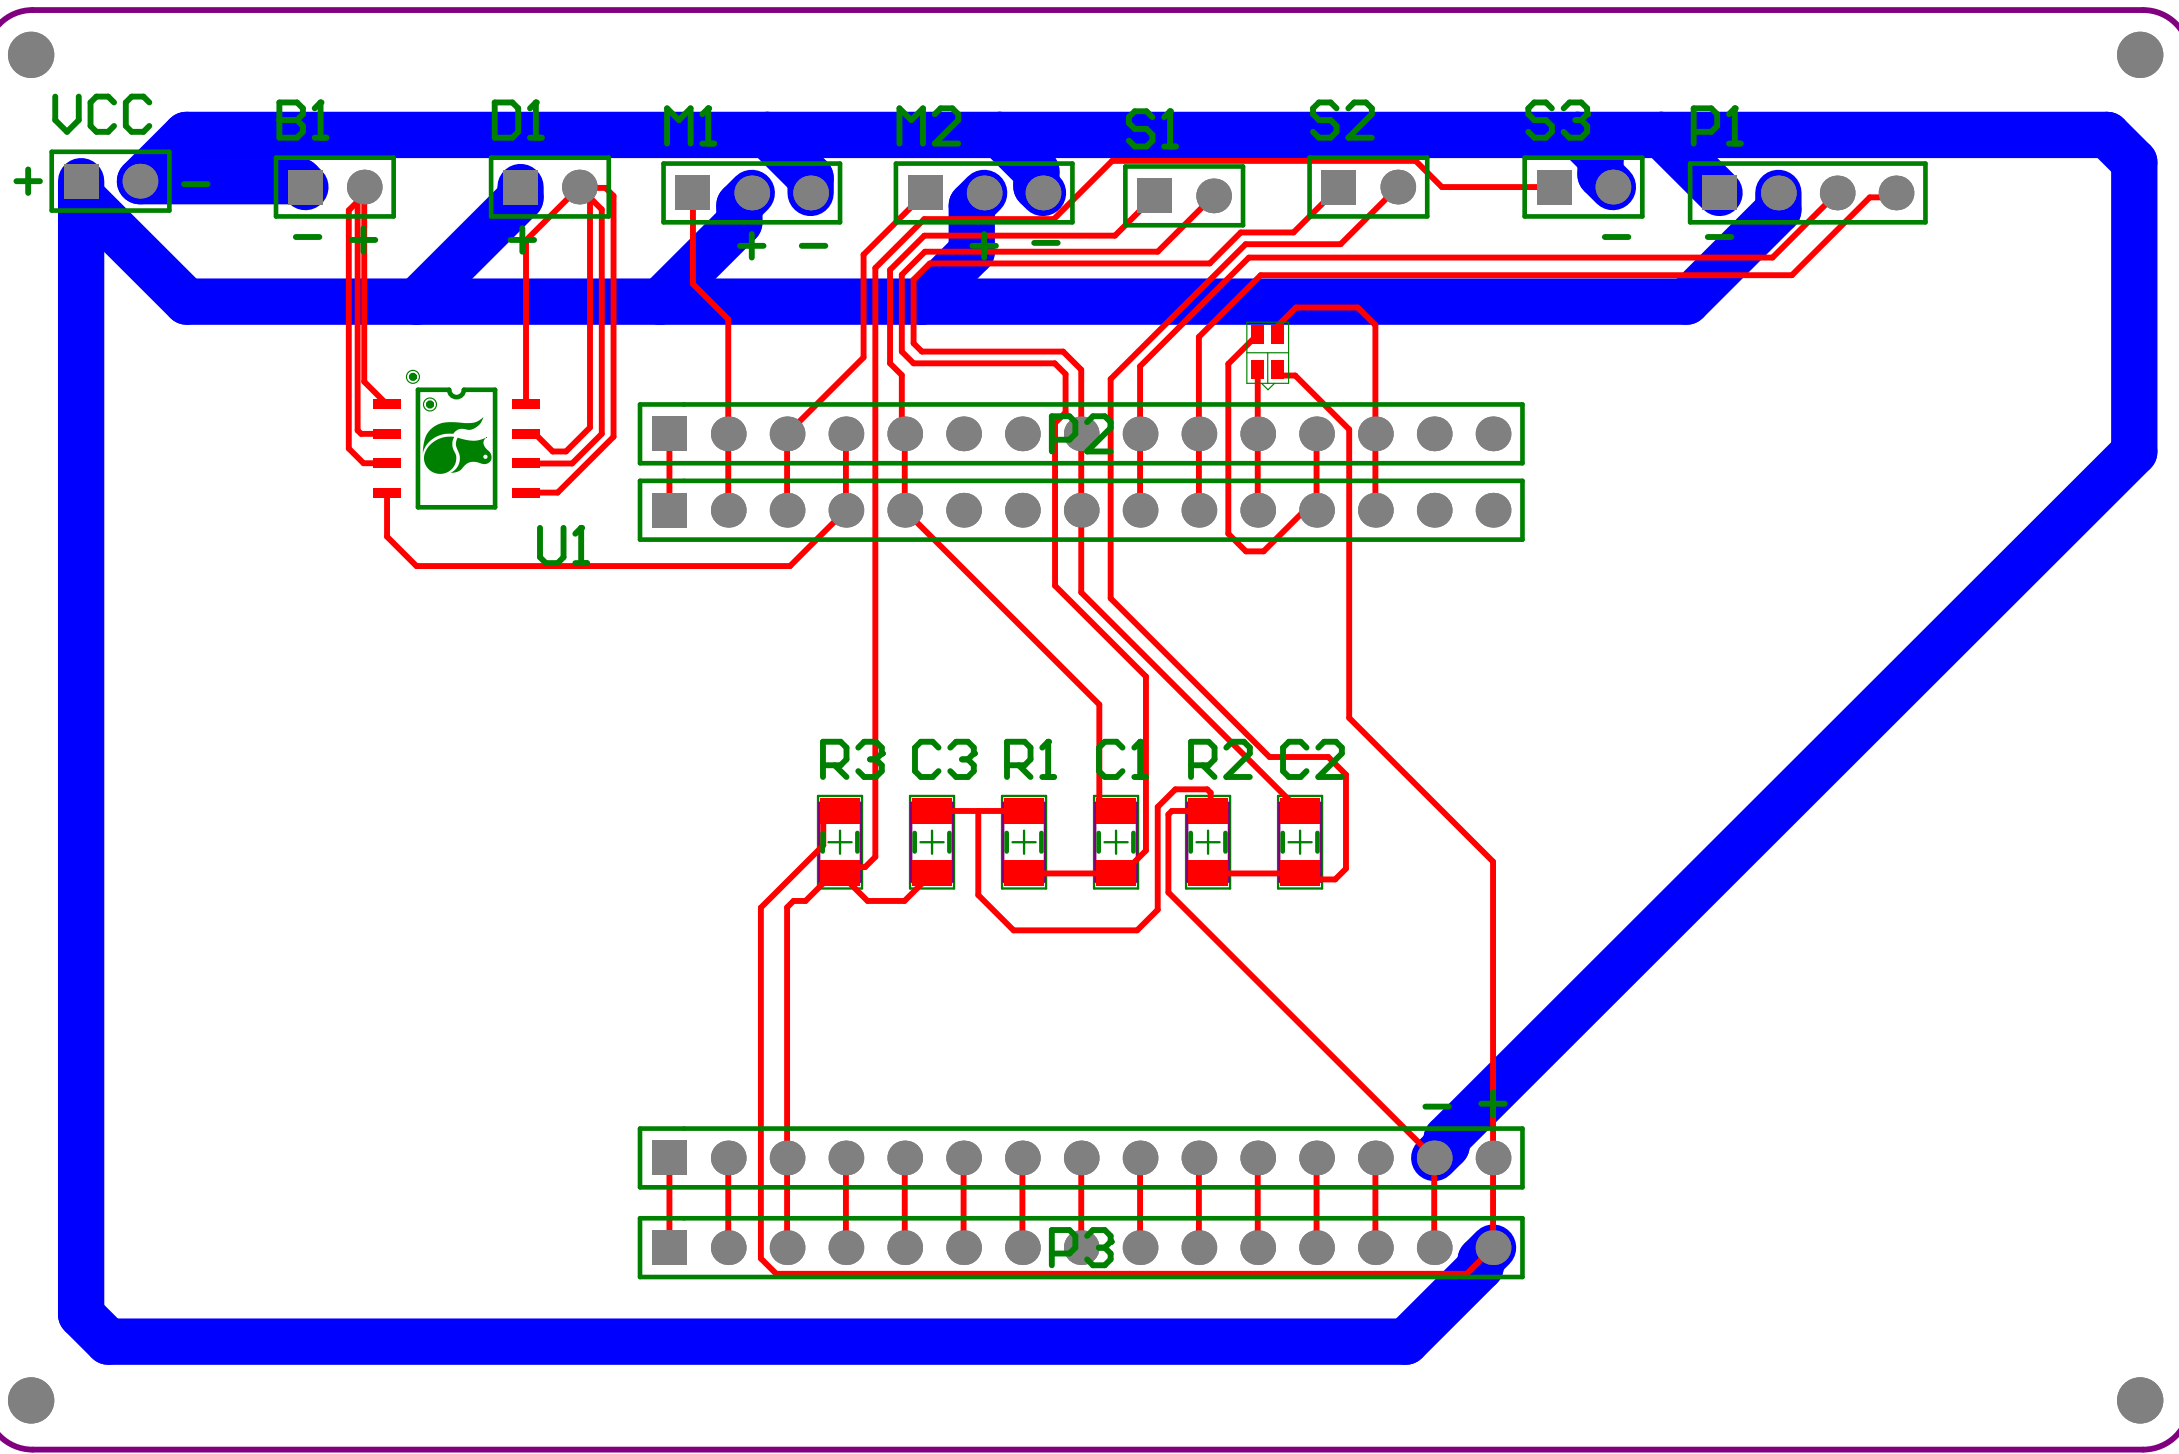 VCC B1 D1 M1 M2 S1 S2 S3 P1
+ -
- + + + - + - - -
P2
U1
R3 C3 R1 C1 R2 C2
- +
P3